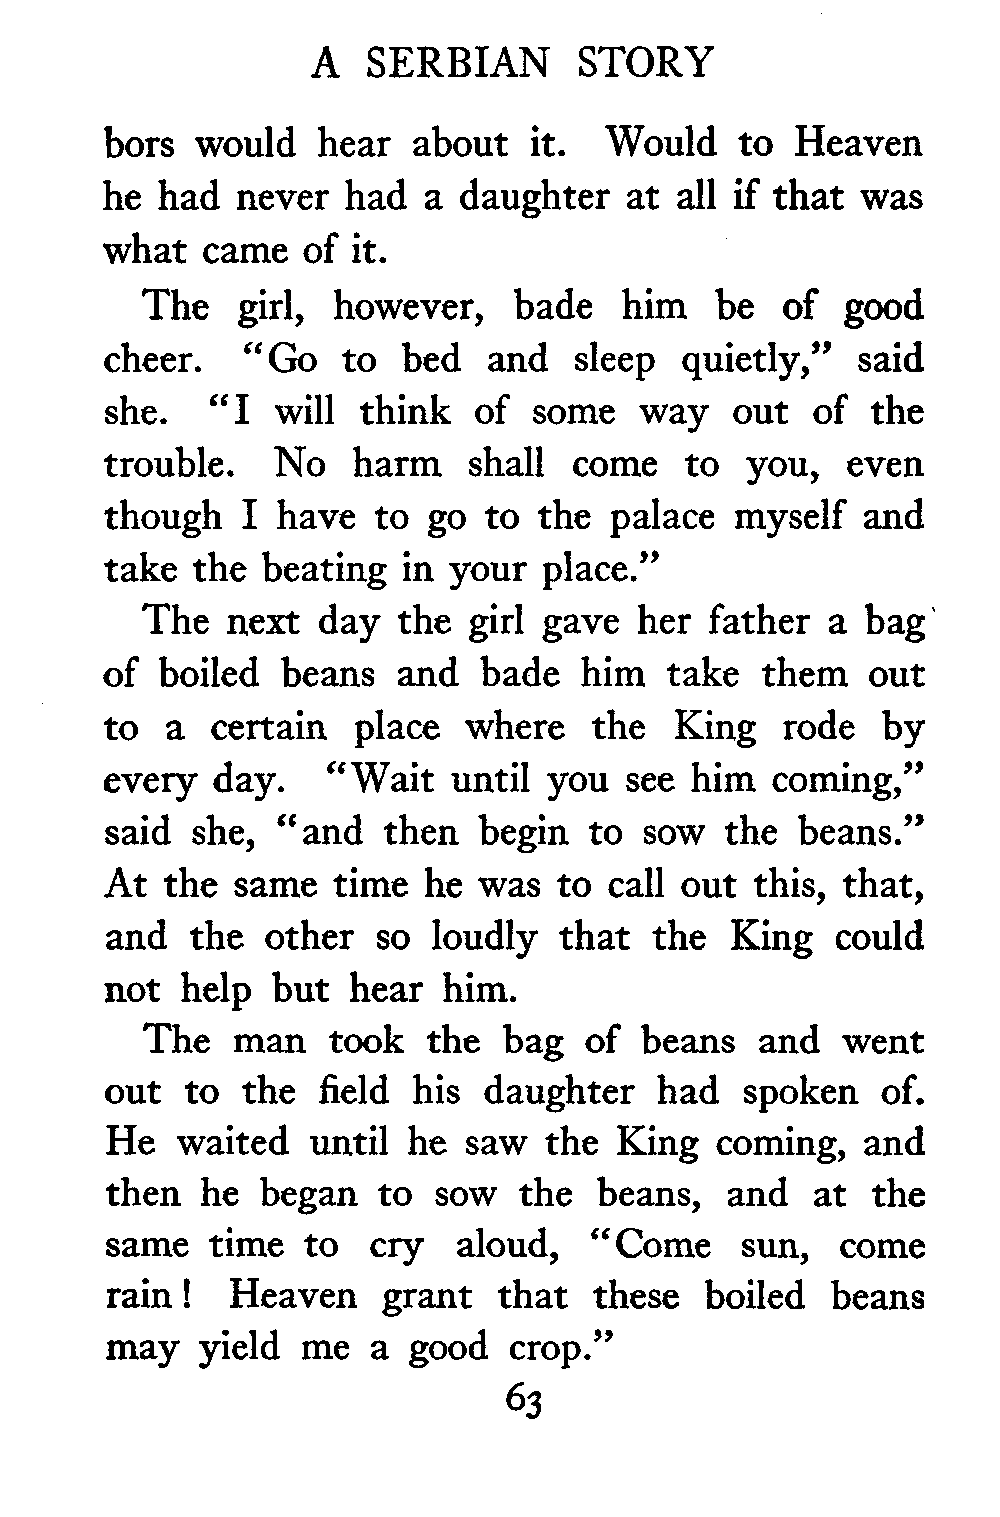 A SERBIAN STORY
bors would hear about it. Would to Heaven
he had never had a daughter at all if that was
what came of it.
The girl, however, bade him be of good
cheer. "Go to bed and sleep quietly," said
she. "I will think of some way out of the
trouble. No harm shall come to you, even
though I have to go to the palace myself and
take the beating in your place."
The next day the girl gave her father a bag
of boiled beans and bade him take them out
to a certain place where the King rode by
every day. "Wait until you see him coming,"
said she, "and then begin to sow the beans."
At the same time he was to call out this, that,
and the other so loudly that the King could
not help but hear him.
The man took the bag of beans and went
out to the field his daughter had spoken of.
He waited until he saw the King coming, and
then he began to sow the beans, and at the
same time to cry aloud, "Come sun, come
rain! Heaven grant that these boiled beans
may yield me a good crop."
63